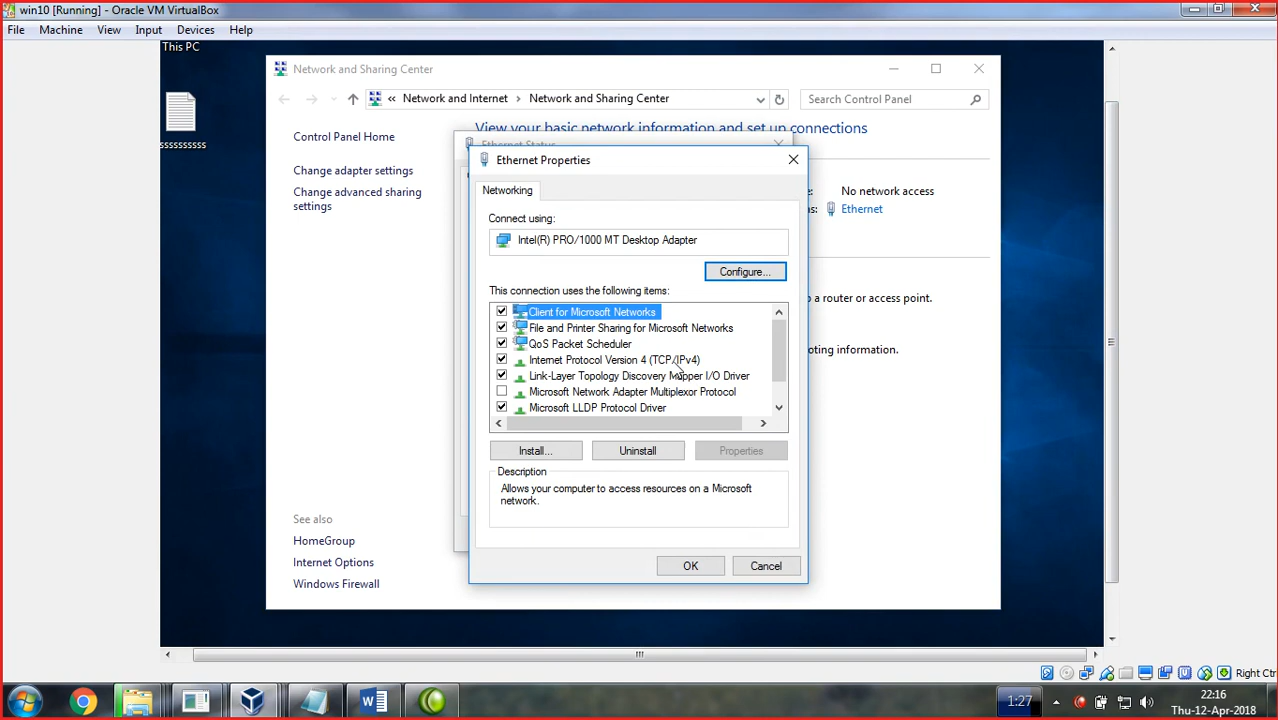 win10 [Running] - Oracle VM VirtualBox
File Machine View Input Devices Help
This PC
sssssssssss
Network and Sharing Center
Network and Internet > Network and Sharing Center
Search Control Panel
Control Panel Home
Change adapter settings
Change advanced sharing
settings
View your basic network information and set up connections
No network access
Ethernet
o a router or access point.
oting information.
See also
HomeGroup
Internet Options
Windows Firewall
Ethernet Status
Ethernet Properties
Networking
Connect using:
Intel(R) PRO/1000 MT Desktop Adapter
Configure...
This connection uses the following items:
Client for Microsoft Networks
File and Printer Sharing for Microsoft Networks
QoS Packet Scheduler
Internet Protocol Version 4 (TCP/IPv4)
Link-Layer Topology Discovery Mapper I/O Driver
Microsoft Network Adapter Multiplexor Protocol
Microsoft LLDP Protocol Driver
Install... Uninstall Properties
Description
Allows your computer to access resources on a Microsoft
network.
OK Cancel
Right Ctrl
1:27
22:16
Thu-12-Apr-2018